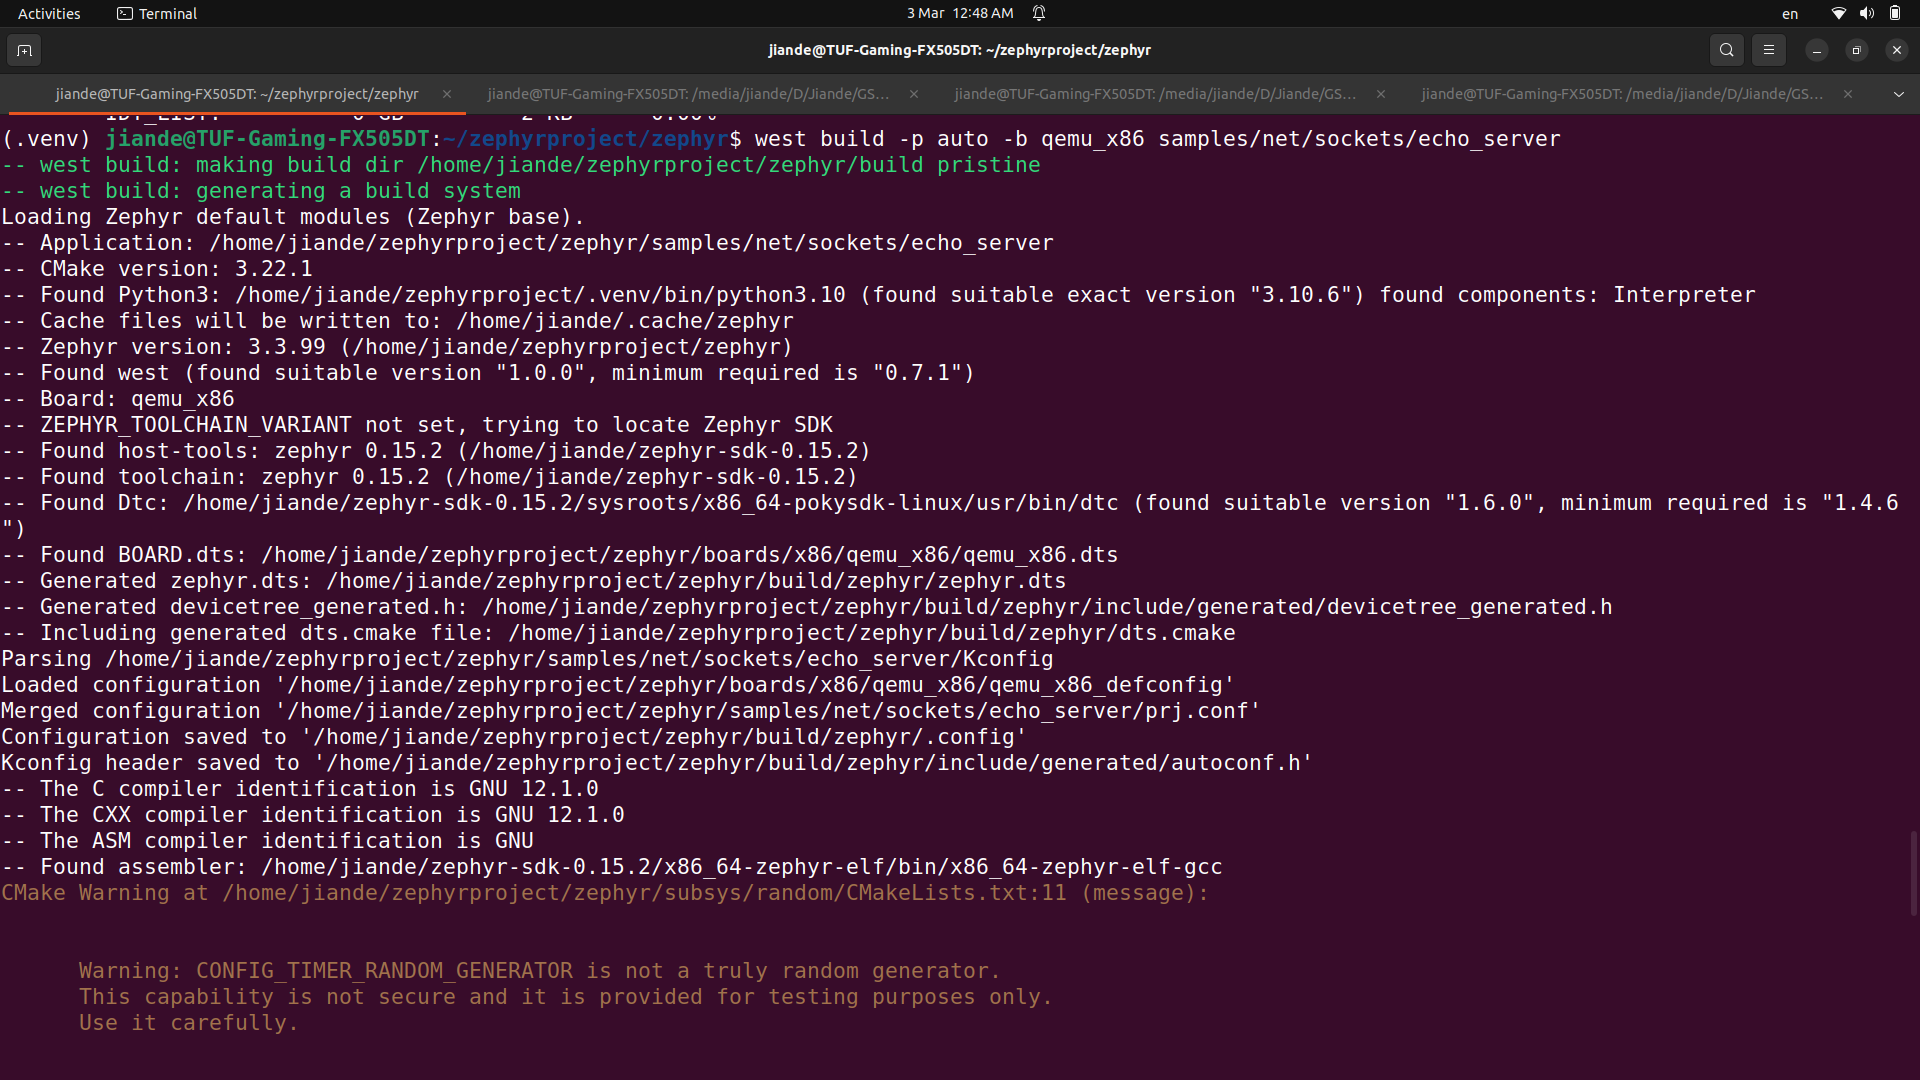 Activities Terminal 3 Mar 12:48 AM en
jiande@TUF-Gaming-FX505DT: ~/zephyrproject/zephyr
jiande@TUF-Gaming-FX505DT: ~/zephyrproject/zephyr × jiande@TUF-Gaming-FX505DT: /media/jiande/D/Jiande/GS... × jiande@TUF-Gaming-FX505DT: /media/jiande/D/Jiande/GS... × jiande@TUF-Gaming-FX505DT: /media/jiande/D/Jiande/GS... ×
IDT_LIST: 0 GB 2 KB 0.00%
(.venv) jiande@TUF-Gaming-FX505DT:~/zephyrproject/zephyr$ west build -p auto -b qemu_x86 samples/net/sockets/echo_server
-- west build: making build dir /home/jiande/zephyrproject/zephyr/build pristine
-- west build: generating a build system
Loading Zephyr default modules (Zephyr base).
-- Application: /home/jiande/zephyrproject/zephyr/samples/net/sockets/echo_server
-- CMake version: 3.22.1
-- Found Python3: /home/jiande/zephyrproject/.venv/bin/python3.10 (found suitable exact version "3.10.6") found components: Interpreter
-- Cache files will be written to: /home/jiande/.cache/zephyr
-- Zephyr version: 3.3.99 (/home/jiande/zephyrproject/zephyr)
-- Found west (found suitable version "1.0.0", minimum required is "0.7.1")
-- Board: qemu_x86
-- ZEPHYR_TOOLCHAIN_VARIANT not set, trying to locate Zephyr SDK
-- Found host-tools: zephyr 0.15.2 (/home/jiande/zephyr-sdk-0.15.2)
-- Found toolchain: zephyr 0.15.2 (/home/jiande/zephyr-sdk-0.15.2)
-- Found Dtc: /home/jiande/zephyr-sdk-0.15.2/sysroots/x86_64-pokysdk-linux/usr/bin/dtc (found suitable version "1.6.0", minimum required is "1.4.6
")
-- Found BOARD.dts: /home/jiande/zephyrproject/zephyr/boards/x86/qemu_x86/qemu_x86.dts
-- Generated zephyr.dts: /home/jiande/zephyrproject/zephyr/build/zephyr/zephyr.dts
-- Generated devicetree_generated.h: /home/jiande/zephyrproject/zephyr/build/zephyr/include/generated/devicetree_generated.h
-- Including generated dts.cmake file: /home/jiande/zephyrproject/zephyr/build/zephyr/dts.cmake
Parsing /home/jiande/zephyrproject/zephyr/samples/net/sockets/echo_server/Kconfig
Loaded configuration '/home/jiande/zephyrproject/zephyr/boards/x86/qemu_x86/qemu_x86_defconfig'
Merged configuration '/home/jiande/zephyrproject/zephyr/samples/net/sockets/echo_server/prj.conf'
Configuration saved to '/home/jiande/zephyrproject/zephyr/build/zephyr/.config'
Kconfig header saved to '/home/jiande/zephyrproject/zephyr/build/zephyr/include/generated/autoconf.h'
-- The C compiler identification is GNU 12.1.0
-- The CXX compiler identification is GNU 12.1.0
-- The ASM compiler identification is GNU
-- Found assembler: /home/jiande/zephyr-sdk-0.15.2/x86_64-zephyr-elf/bin/x86_64-zephyr-elf-gcc
CMake Warning at /home/jiande/zephyrproject/zephyr/subsys/random/CMakeLists.txt:11 (message):
Warning: CONFIG_TIMER_RANDOM_GENERATOR is not a truly random generator.
This capability is not secure and it is provided for testing purposes only.
Use it carefully.